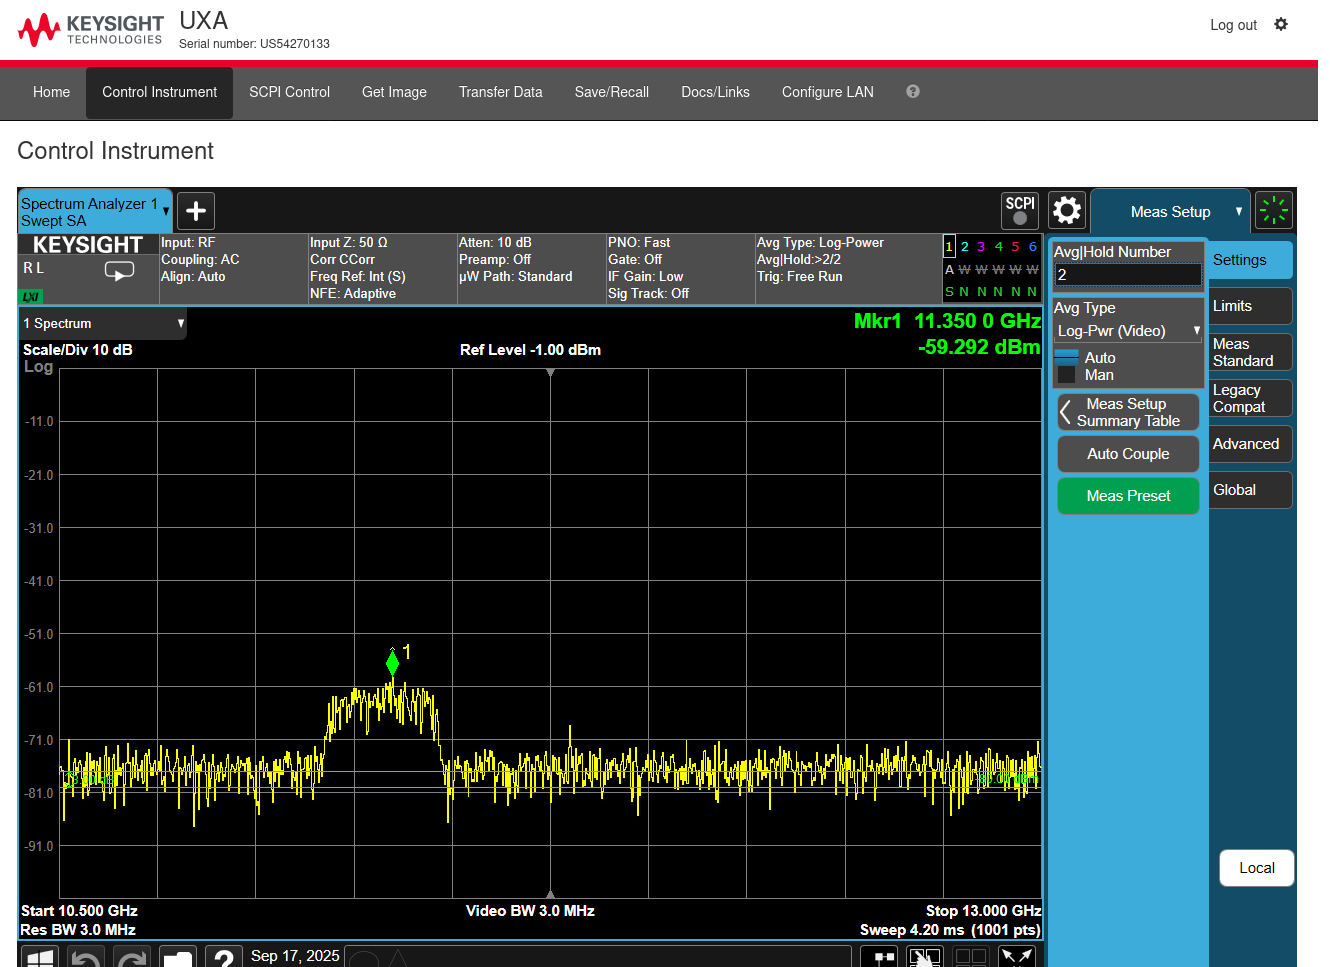 KEYSIGHT TECHNOLOGIES
UXA
Serial number: US54270133
Log out
Home
Control Instrument
SCPI Control
Get Image
Transfer Data
Save/Recall
Docs/Links
Configure LAN
?
Control Instrument
Spectrum Analyzer 1
Swept SA
+
SCPI
Meas Setup
KEYSIGHT
R L
LXI
Input: RF
Coupling: AC
Align: Auto
Input Z: 50 Ω
Corr CCorr
Freq Ref: Int (S)
NFE: Adaptive
Atten: 10 dB
Preamp: Off
µW Path: Standard
PNO: Fast
Gate: Off
IF Gain: Low
Sig Track: Off
Avg Type: Log-Power
Avg|Hold:>2/2
Trig: Free Run
1 2 3 4 5 6
A W W W W W
S N N N N N
1 Spectrum
Mkr1 11.350 0 GHz
-59.292 dBm
Scale/Div 10 dB
Ref Level -1.00 dBm
Log
-11.0
-21.0
-31.0
-41.0
-51.0
-61.0
-71.0
-81.0
-91.0
1
Start 10.500 GHz
Video BW 3.0 MHz
Stop 13.000 GHz
Res BW 3.0 MHz
Sweep 4.20 ms (1001 pts)
?
Sep 17, 2025
Avg|Hold Number
2
Avg Type
Log-Pwr (Video)
Auto
Man
Meas Setup
Summary Table
Auto Couple
Meas Preset
Settings
Limits
Meas
Standard
Legacy
Compat
Advanced
Global
Local